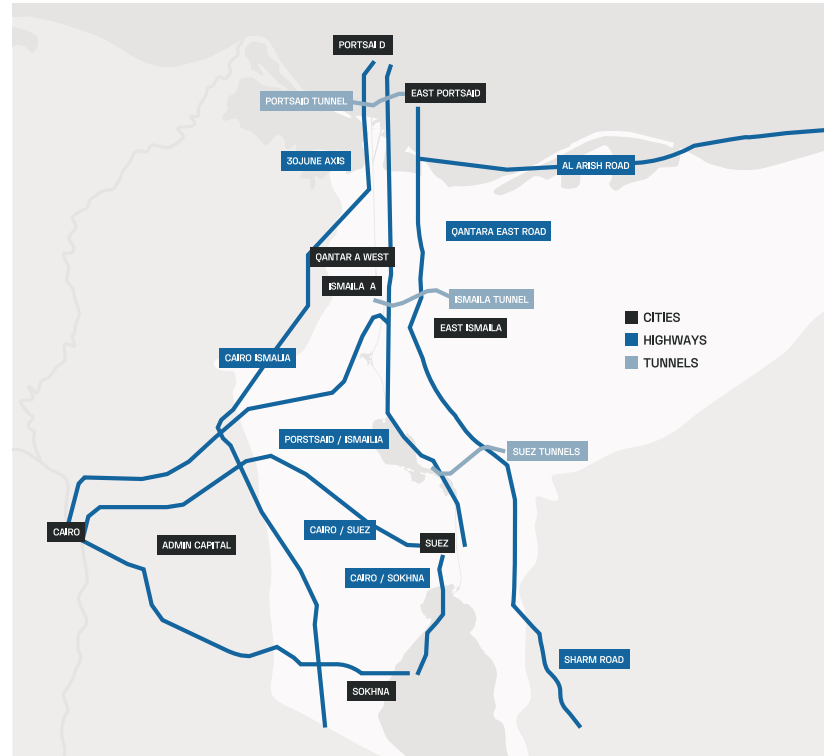 PORTSAI D
EAST PORTSAID
PORTSAID TUNNEL
30JUNE AXIS
AL ARISH ROAD
QANTARA EAST ROAD
QANTAR A WEST
ISMAILA A
ISMAILA TUNNEL
EAST ISMAILA
CITIES
HIGHWAYS
TUNNELS
CAIRO ISMALIA
PORSTSAID / ISMAILIA
SUEZ TUNNELS
CAIRO
ADMIN CAPITAL
CAIRO / SUEZ
SUEZ
CAIRO / SOKHNA
SHARM ROAD
SOKHNA